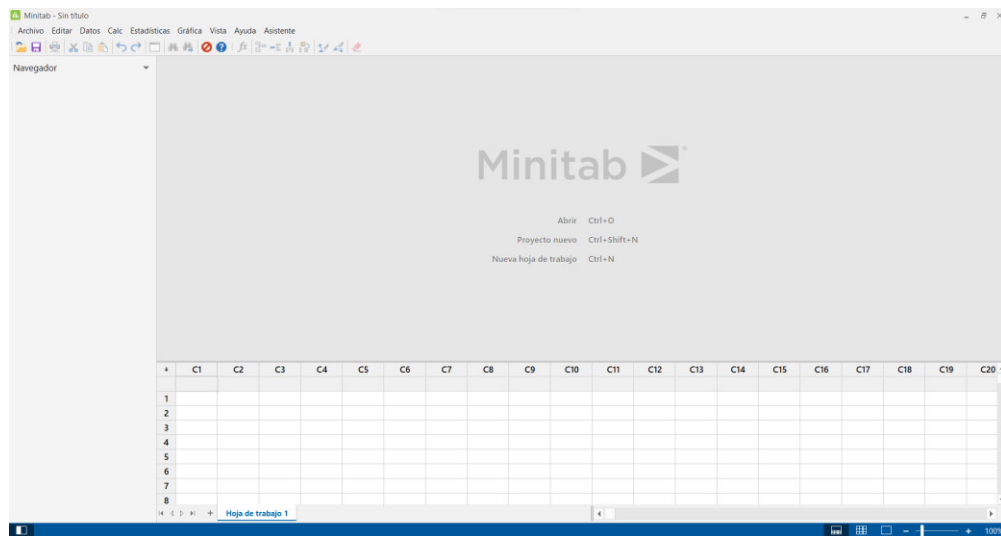 Minitab - Sin título
Archivo Editar Datos Calc Estadísticas Gráfica Vista Ayuda Asistente
Navegador
Minitab
Abrir Ctrl+O
Proyecto nuevo Ctrl+Shift+N
Nueva hoja de trabajo Ctrl+N
C1 C2 C3 C4 C5 C6 C7 C8 C9 C10 C11 C12 C13 C14 C15 C16 C17 C18 C19 C20
1
2
3
4
5
6
7
8
Hoja de trabajo 1
100%